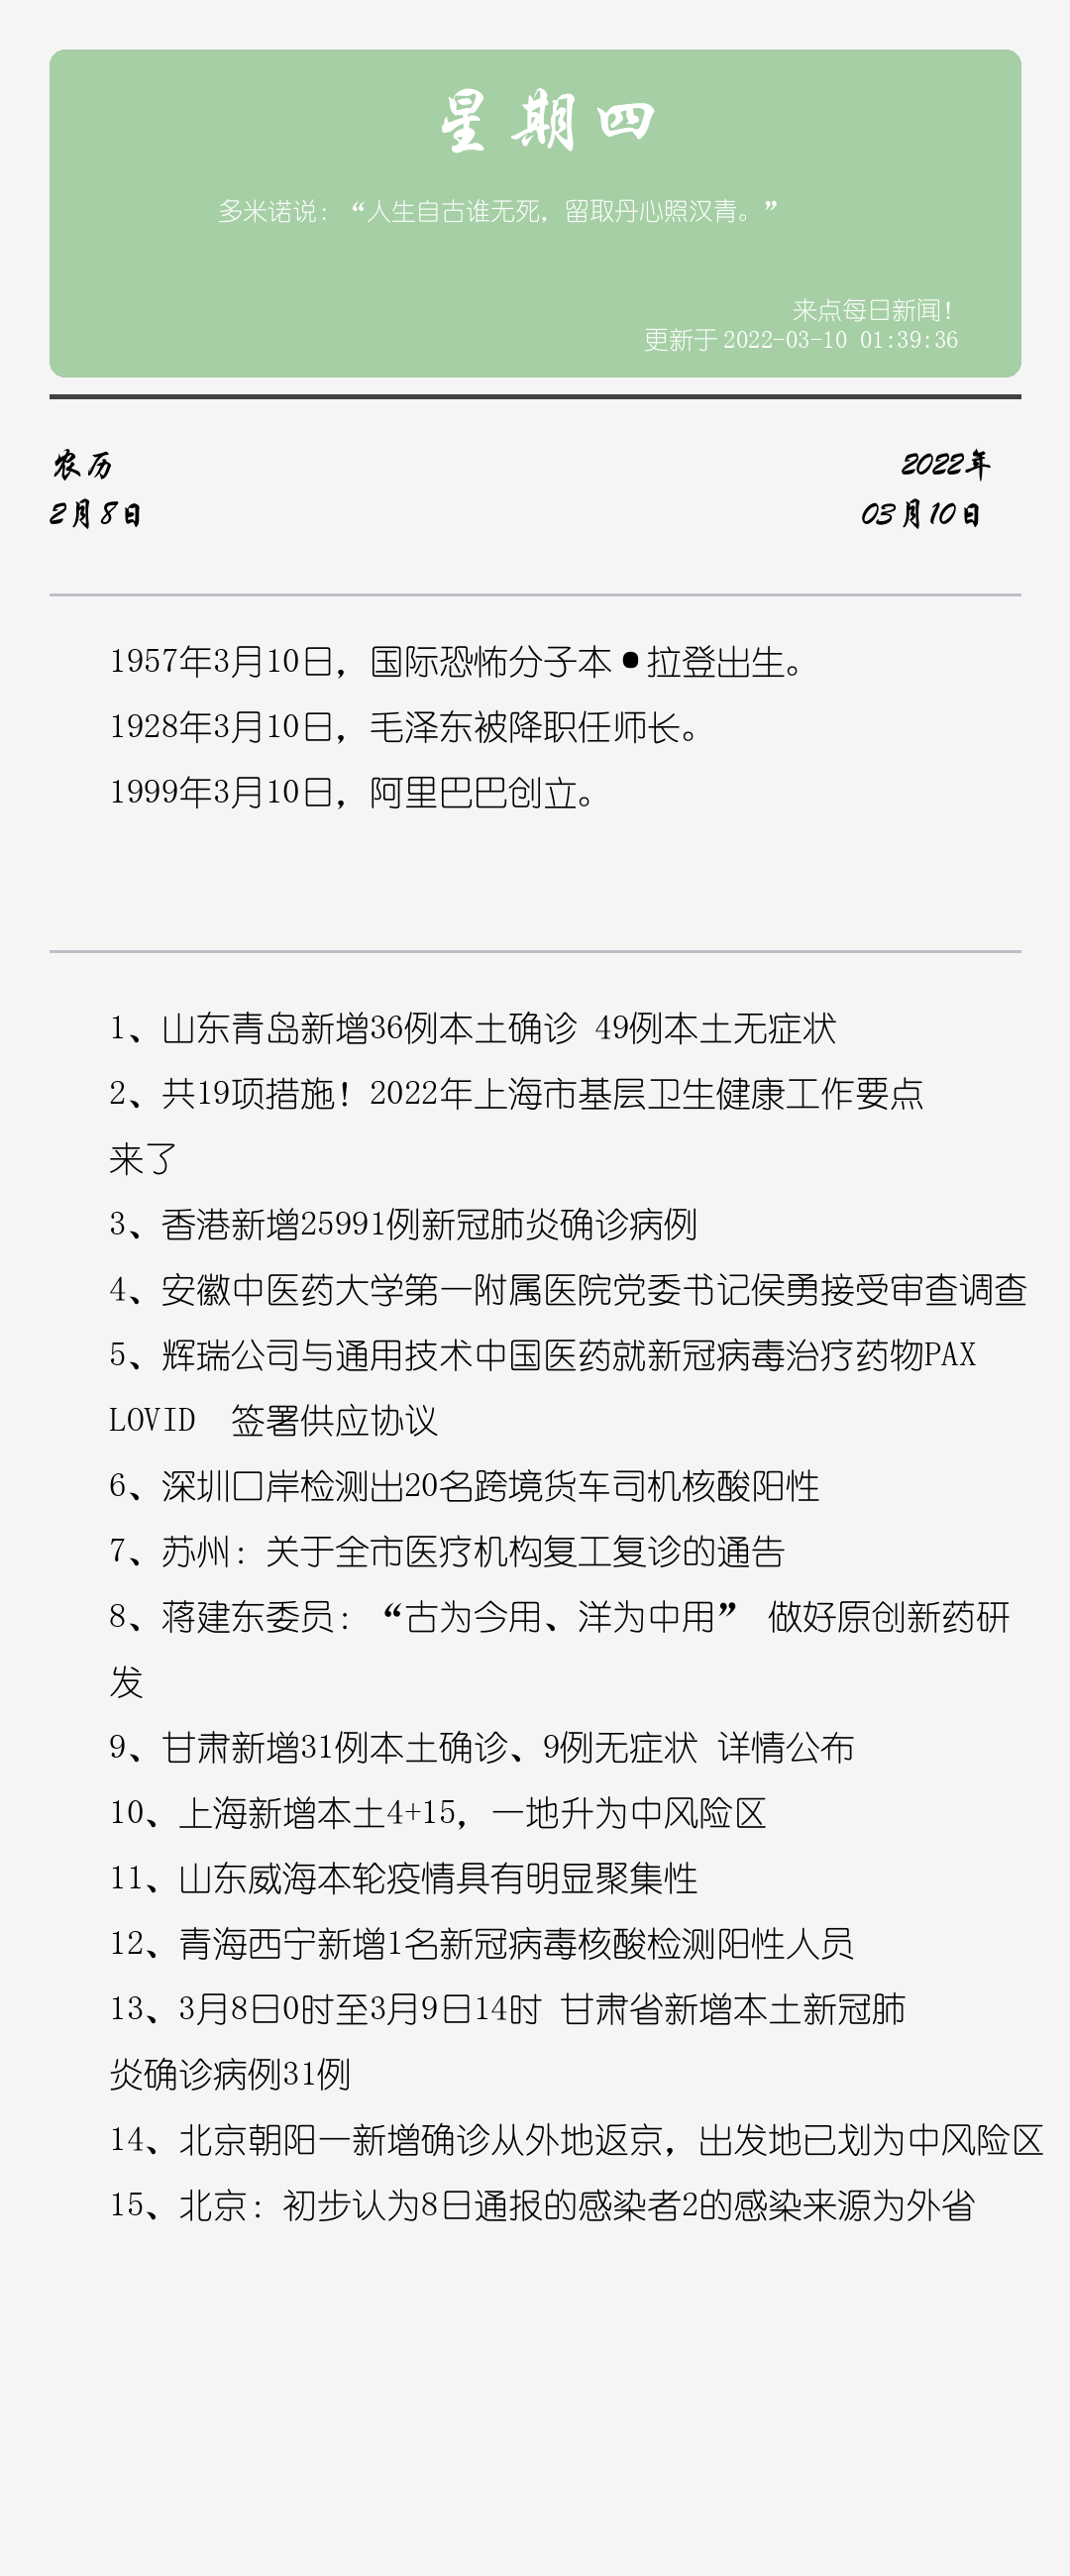 星期四
多米诺说：“人生自古谁无死，留取丹心照汉青。”
来点每日新闻！
更新于 2022-03-10 01:39:36
农历
2022年
2月8日
03月10日
1957年3月10日，国际恐怖分子本●拉登出生。
1928年3月10日，毛泽东被降职任师长。
1999年3月10日，阿里巴巴创立。
1、山东青岛新增36例本土确诊 49例本土无症状
2、共19项措施！2022年上海市基层卫生健康工作要点
来了
3、香港新增25991例新冠肺炎确诊病例
4、安徽中医药大学第一附属医院党委书记侯勇接受审查调查
5、辉瑞公司与通用技术中国医药就新冠病毒治疗药物PAX
LOVID 签署供应协议
6、深圳口岸检测出20名跨境货车司机核酸阳性
7、苏州：关于全市医疗机构复工复诊的通告
8、蒋建东委员：“古为今用、洋为中用” 做好原创新药研
发
9、甘肃新增31例本土确诊、9例无症状 详情公布
10、上海新增本土4+15，一地升为中风险区
11、山东威海本轮疫情具有明显聚集性
12、青海西宁新增1名新冠病毒核酸检测阳性人员
13、3月8日0时至3月9日14时 甘肃省新增本土新冠肺
炎确诊病例31例
14、北京朝阳一新增确诊从外地返京，出发地已划为中风险区
15、北京：初步认为8日通报的感染者2的感染来源为外省